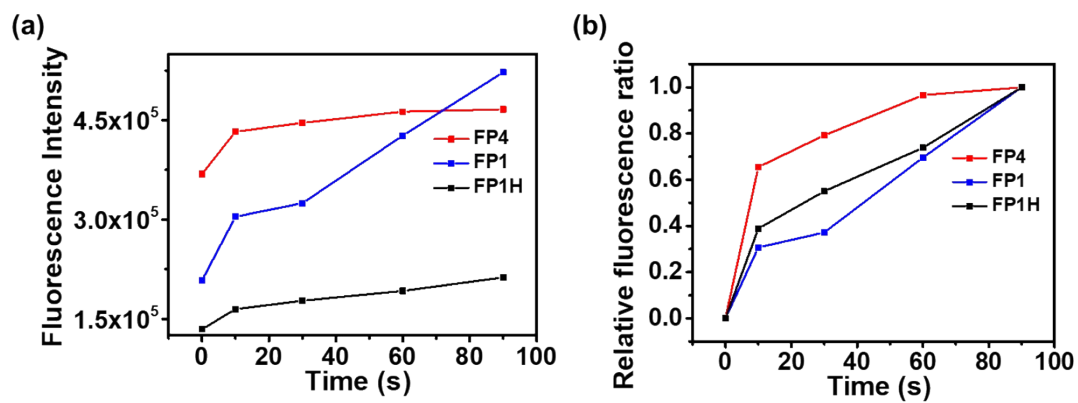 (a)
Fluorescence Intensity
4.5x10⁵
3.0x10⁵
1.5x10⁵
FP4
FP1
FP1H
0 20 40 60 80 100
Time (s)
(b)
Relative fluorescence ratio
1.0
0.8
0.6
0.4
0.2
0.0
FP4
FP1
FP1H
0 20 40 60 80 100
Time (s)